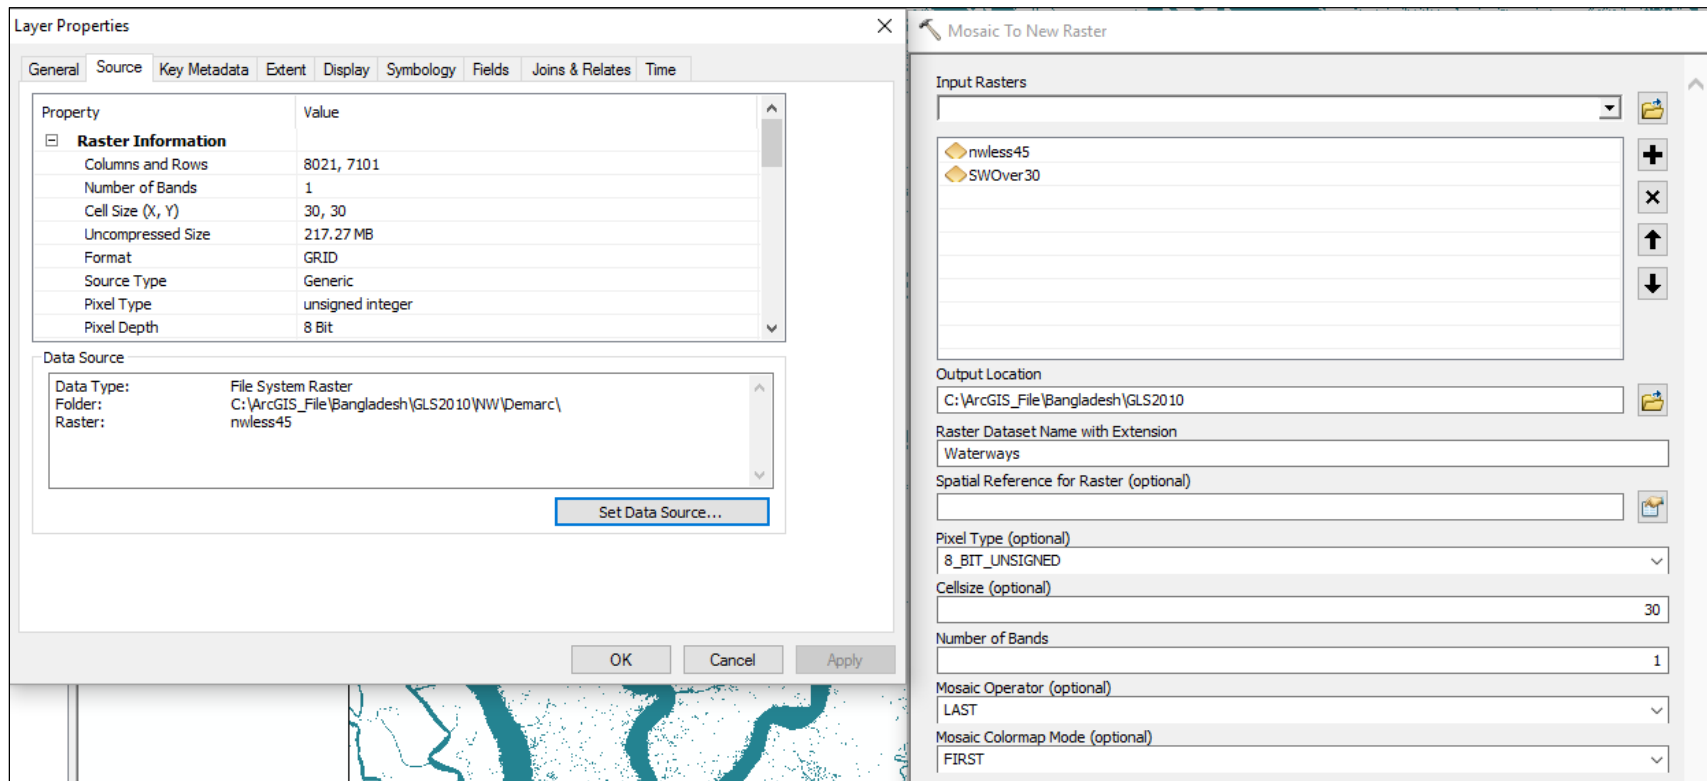 Layer Properties
General Source Key Metadata Extent Display Symbology Fields Joins & Relates Time
Property Value
Raster Information
Columns and Rows 8021, 7101
Number of Bands 1
Cell Size (X, Y) 30, 30
Uncompressed Size 217.27 MB
Format GRID
Source Type Generic
Pixel Type unsigned integer
Pixel Depth 8 Bit
Data Source
Data Type: File System Raster
Folder: C:\ArcGIS_File\Bangladesh\GLS2010\NW\Demarc\
Raster: nwless45
Set Data Source...
OK Cancel Apply
Mosaic To New Raster
Input Rasters
nwless45
SWOver30
Output Location
C:\ArcGIS_File\Bangladesh\GLS2010
Raster Dataset Name with Extension
Waterways
Spatial Reference for Raster (optional)
Pixel Type (optional)
8_BIT_UNSIGNED
Cellsize (optional)
30
Number of Bands
1
Mosaic Operator (optional)
LAST
Mosaic Colormap Mode (optional)
FIRST